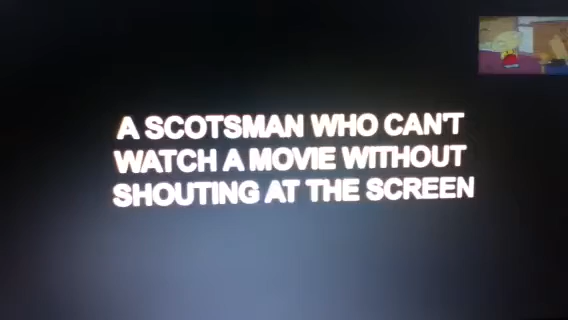 A SCOTSMAN WHO CAN'T
WATCH A MOVIE WITHOUT
SHOUTING AT THE SCREEN